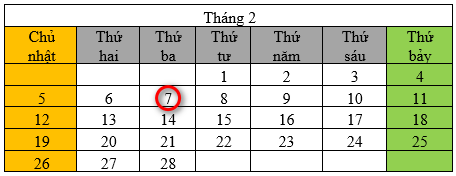 Tháng 2
Chủ nhật Thứ hai Thứ ba Thứ tư Thứ năm Thứ sáu Thứ bảy
1 2 3 4
5 6 7 8 9 10 11
12 13 14 15 16 17 18
19 20 21 22 23 24 25
26 27 28